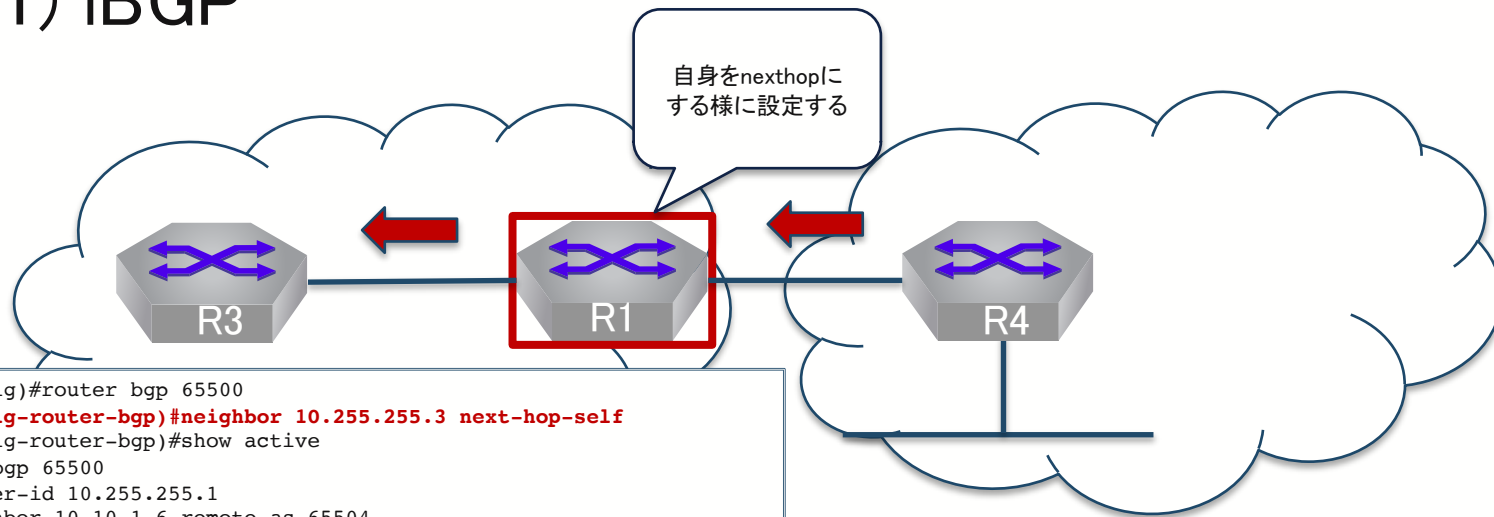 1) iBGP
自身をnexthopに
する様に設定する
R3
R1
R4
g)#router bgp 65500
g-router-bgp)#neighbor 10.255.255.3 next-hop-self
g-router-bgp)#show active
gp 65500
er-id 10.255.255.1